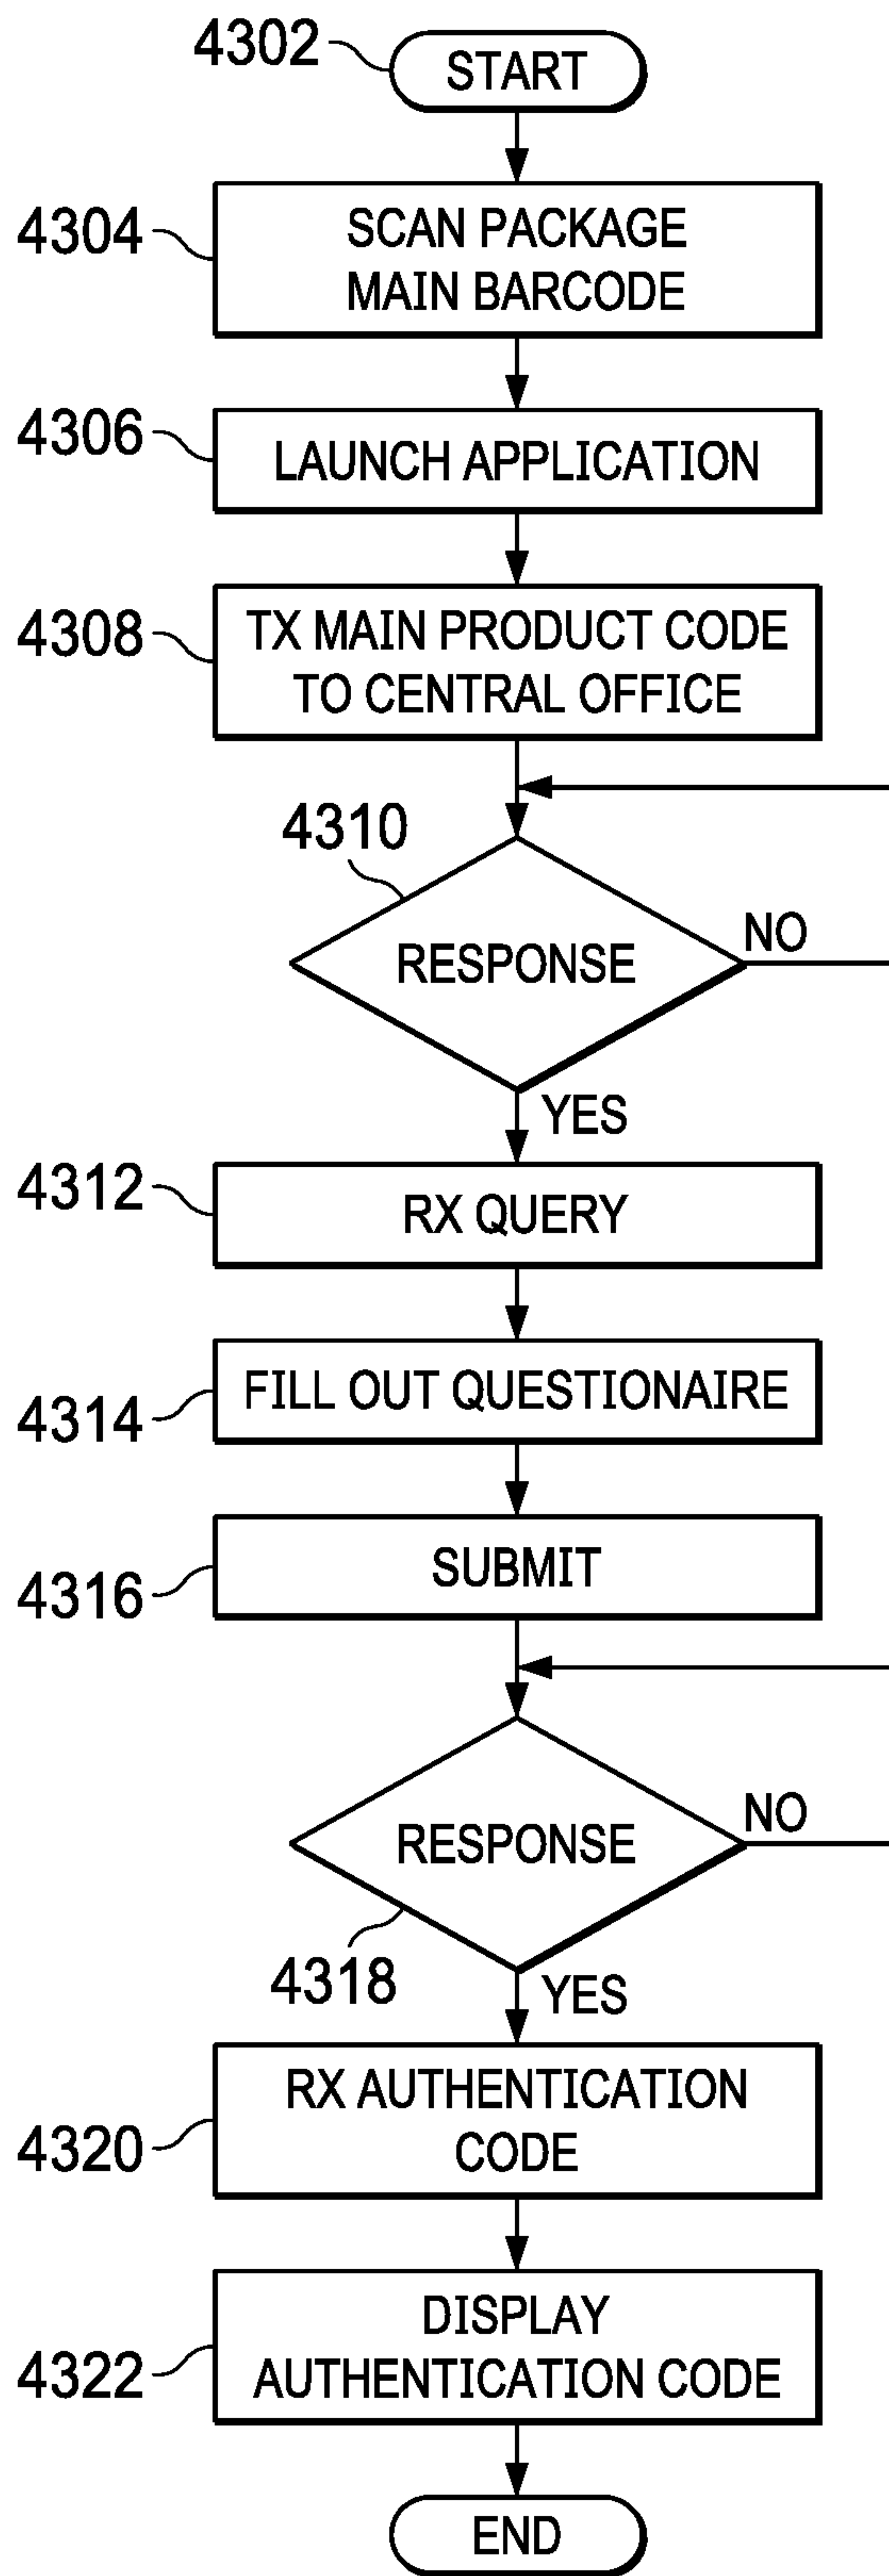 4302
START
4304
SCAN PACKAGE
MAIN BARCODE
4306
LAUNCH APPLICATION
4308
TX MAIN PRODUCT CODE
TO CENTRAL OFFICE
4310
RESPONSE
NO
YES
4312
RX QUERY
4314
FILL OUT QUESTIONAIRE
4316
SUBMIT
RESPONSE
NO
4318
YES
4320
RX AUTHENTICATION
CODE
4322
DISPLAY
AUTHENTICATION CODE
END